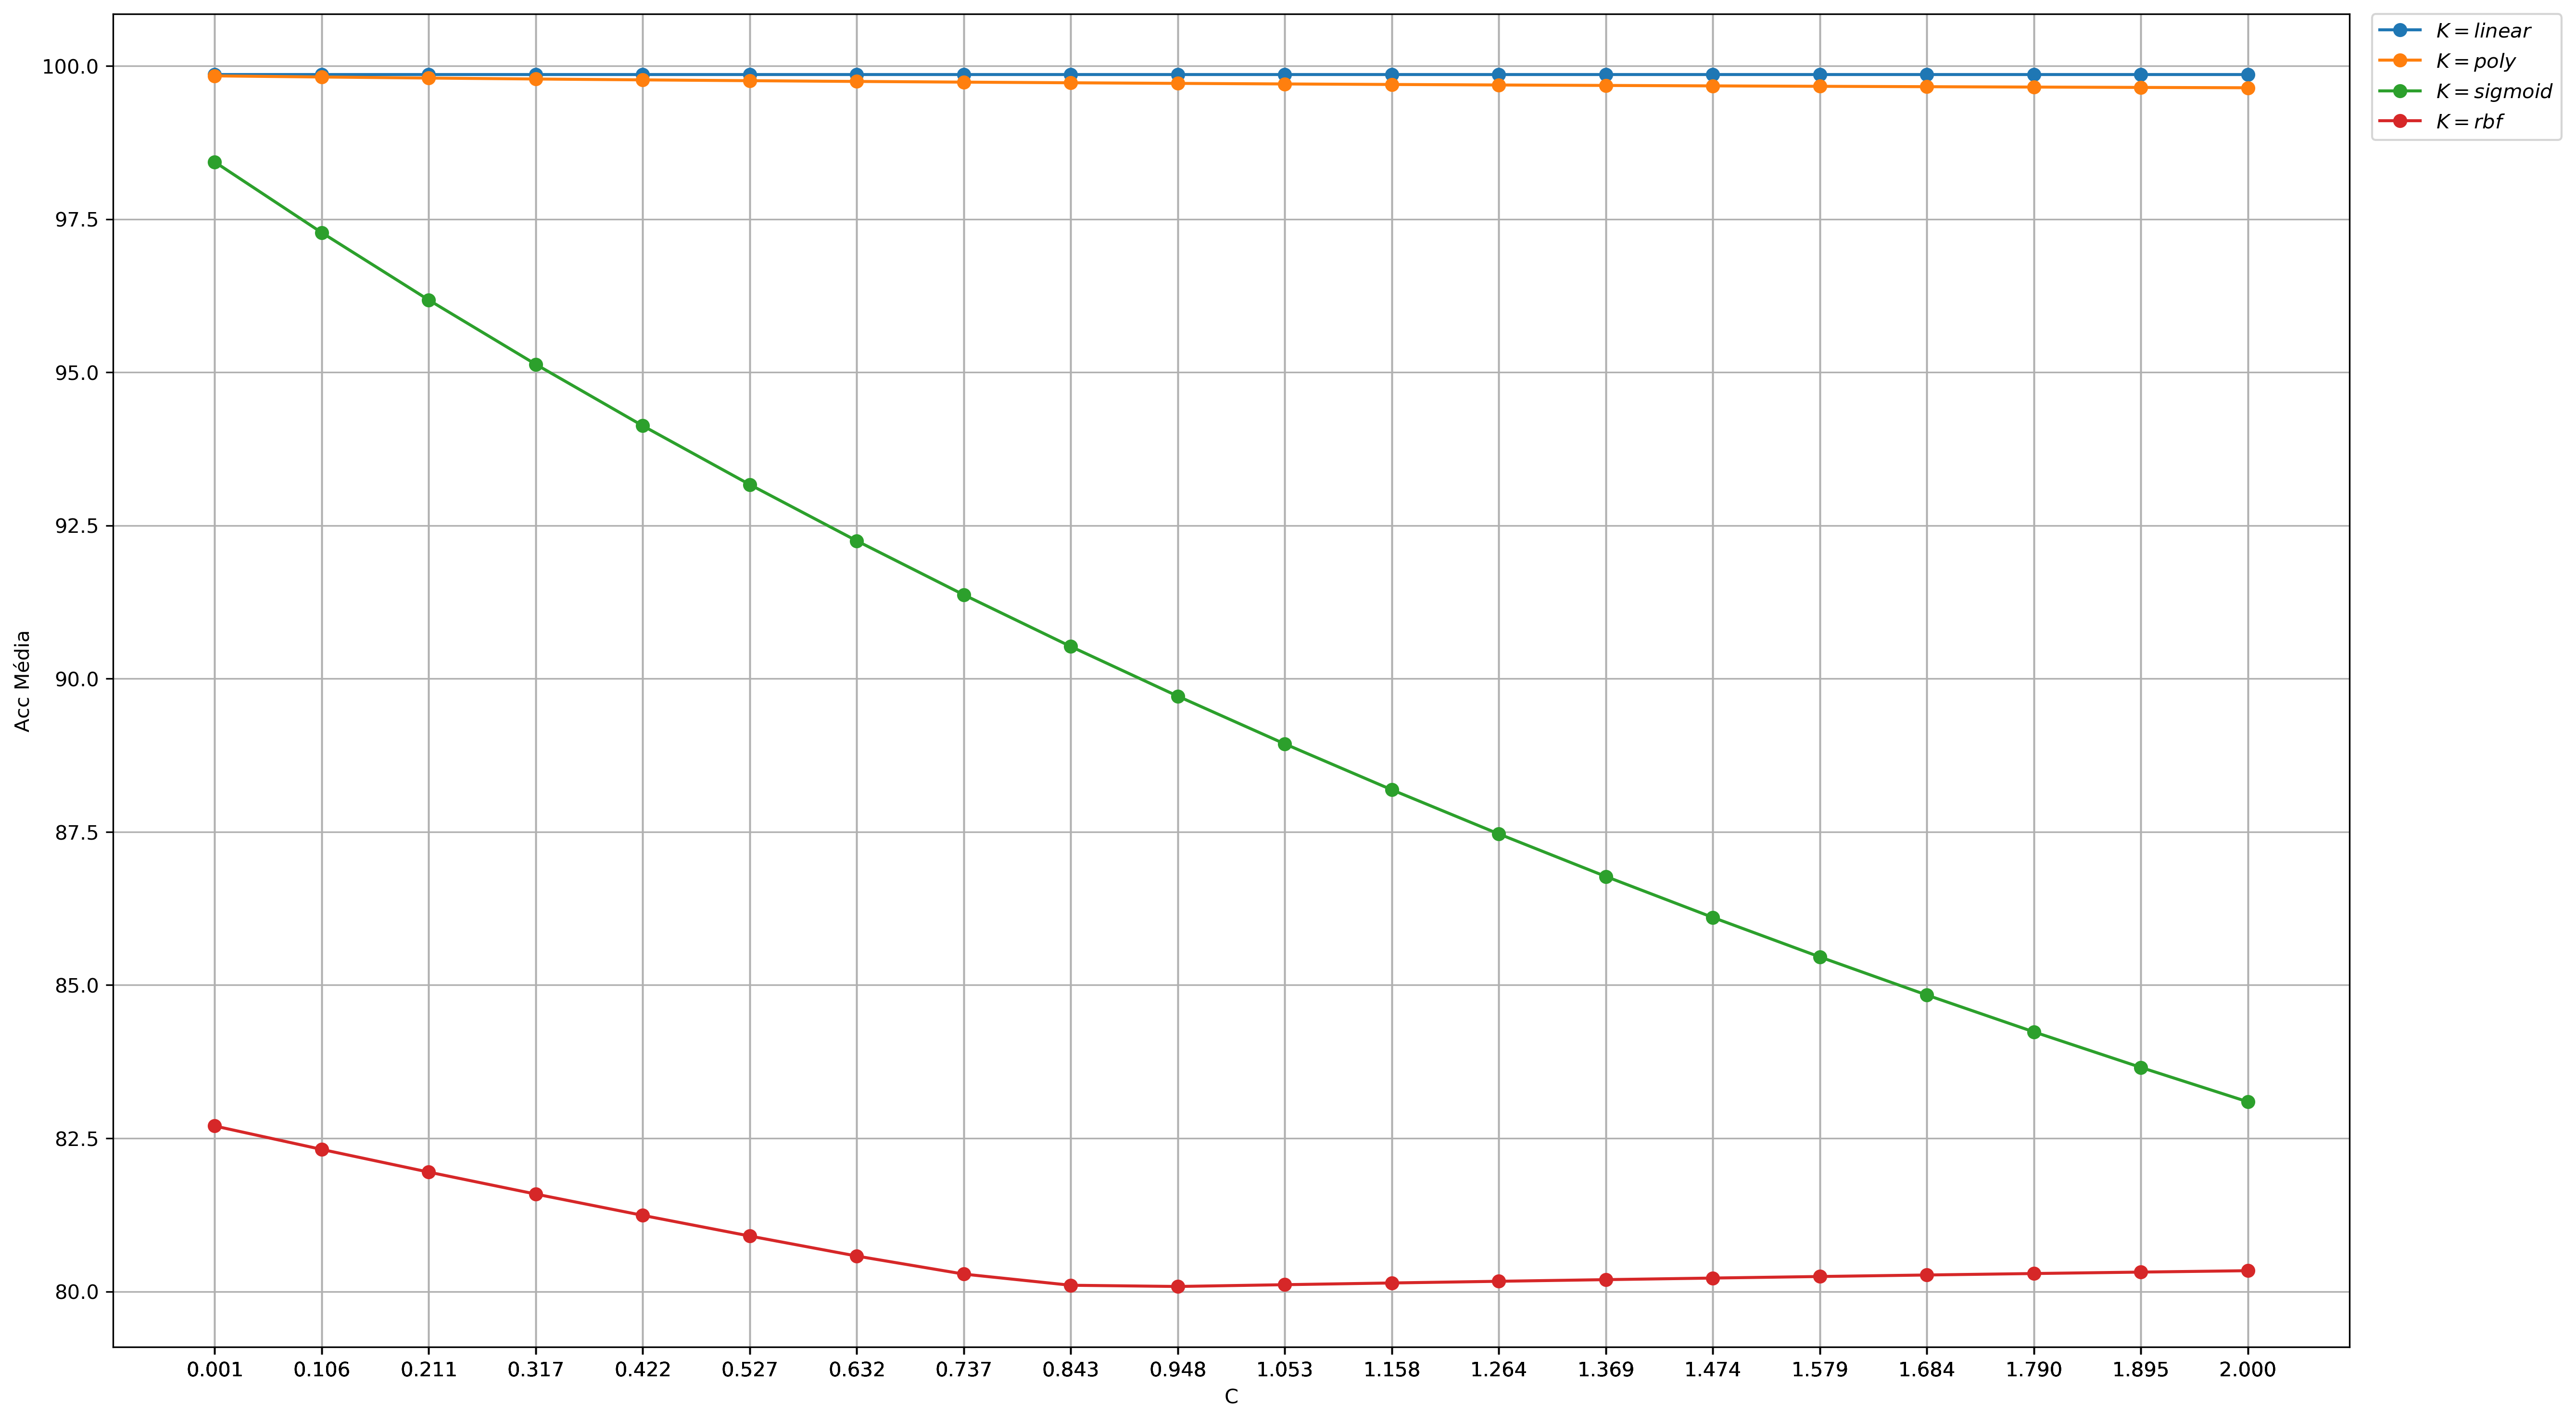 K = linear
K = poly
K = sigmoid
K = rbf
100.0
97.5
95.0
92.5
90.0
87.5
85.0
82.5
80.0
Acc Média
0.001 0.106 0.211 0.317 0.422 0.527 0.632 0.737 0.843 0.948 1.053 1.158 1.264 1.369 1.474 1.579 1.684 1.790 1.895 2.000
C